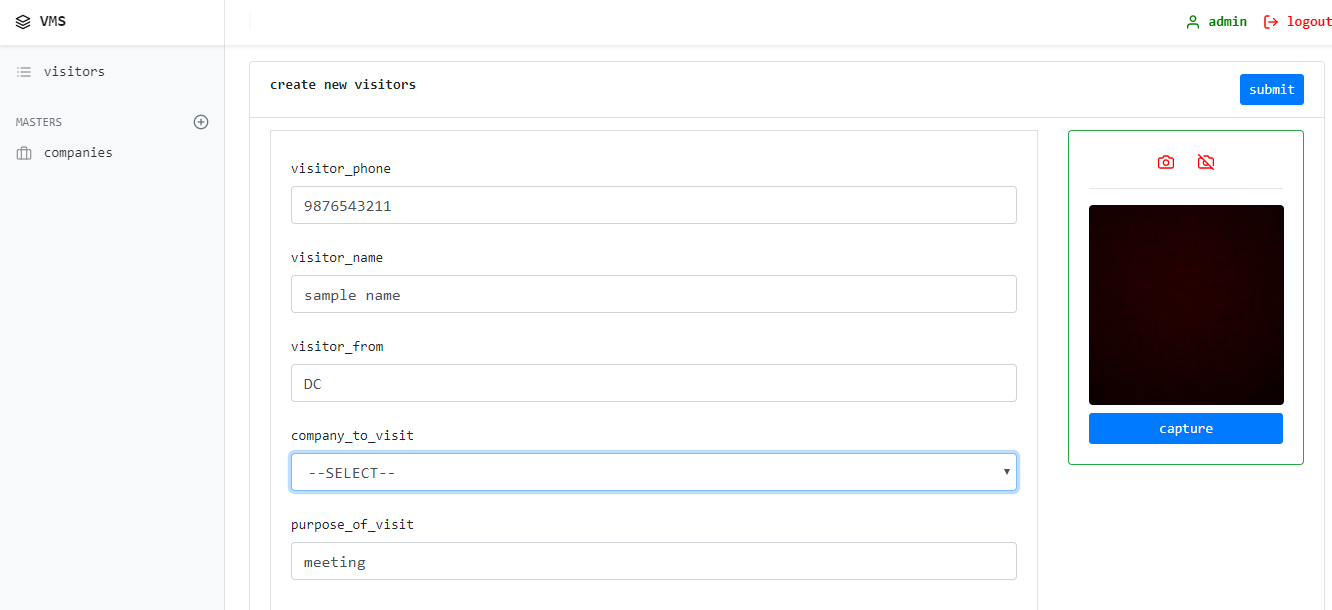 VMS
admin
logout
visitors
MASTERS
companies
create new visitors
submit
visitor_phone
9876543211
visitor_name
sample name
visitor_from
DC
company_to_visit
--SELECT--
purpose_of_visit
meeting
capture